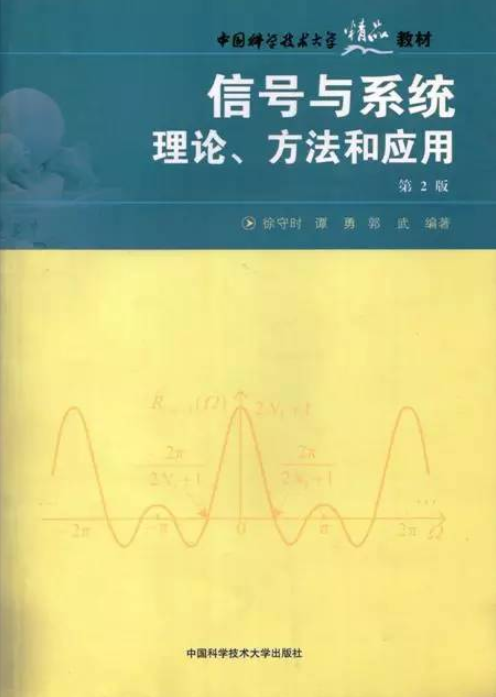 中国科学技术大学 精品 教材
信号与系统
理论、方法和应用
第 2 版
徐守时 谭 勇 郭 武 编著
2N₁+1
2π 2π
2N₁+1 2N₁+1
... ...
-2π -π 0 π 2π Ω
中国科学技术大学出版社